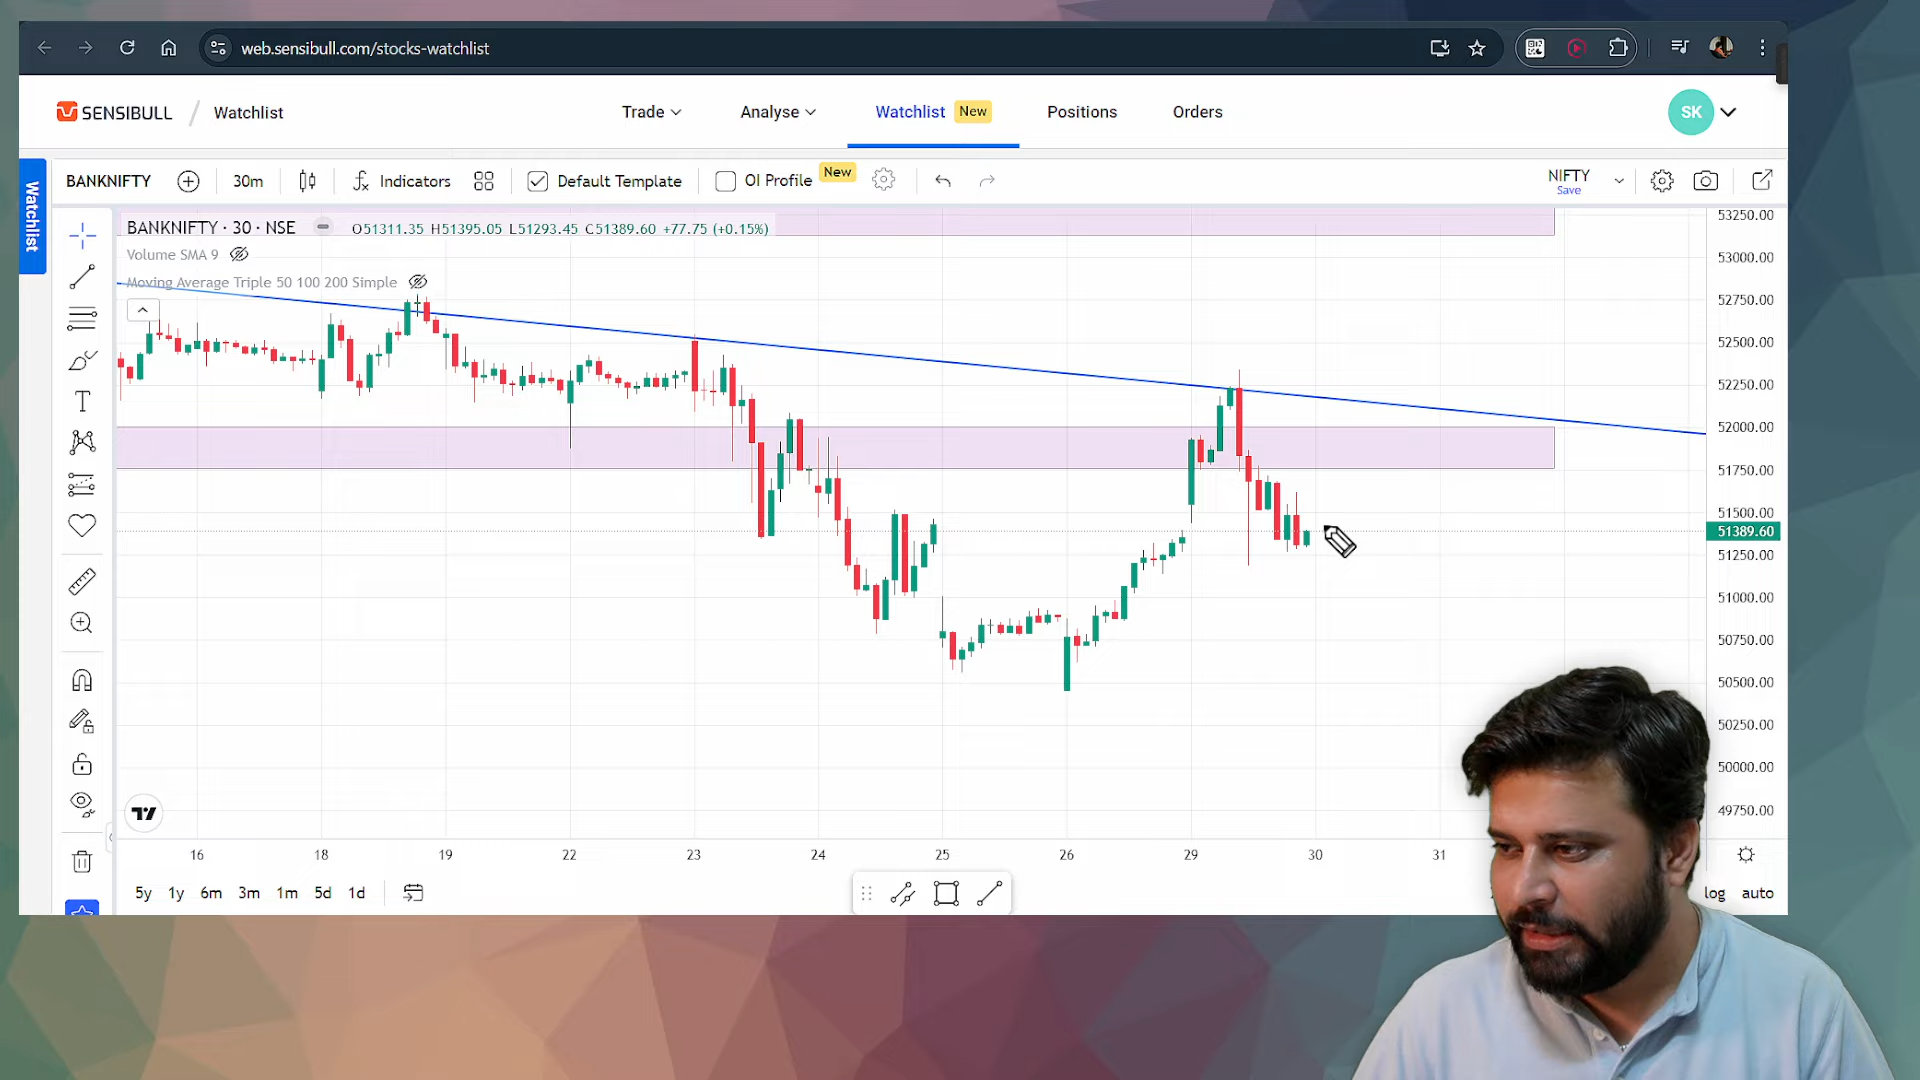 web.sensibull.com/stocks-watchlist
SENSIBULL / Watchlist
Trade
Analyse
Watchlist New
Positions
Orders
SK
Watchlist
BANKNIFTY
30m
Indicators
Default Template
OI Profile New
NIFTY
Save
BANKNIFTY · 30 · NSE
O51311.35 H51395.05 L51293.45 C51389.60 +77.75 (+0.15%)
Volume SMA 9
Moving Average Triple 50 100 200 Simple
53250.00
53000.00
52750.00
52500.00
52250.00
52000.00
51750.00
51500.00
51389.60
51250.00
51000.00
50750.00
50500.00
50250.00
50000.00
49750.00
16 18 19 22 23 24 25 26 29 30 31
5y 1y 6m 3m 1m 5d 1d
log auto